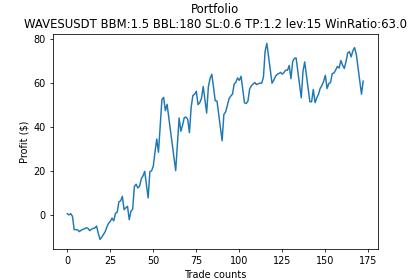 Portfolio
WAVESUSDT BBM:1.5 BBL:180 SL:0.6 TP:1.2 lev:15 WinRatio:63.0
80
60
40
20
0
Profit ($)
0 25 50 75 100 125 150 175
Trade counts